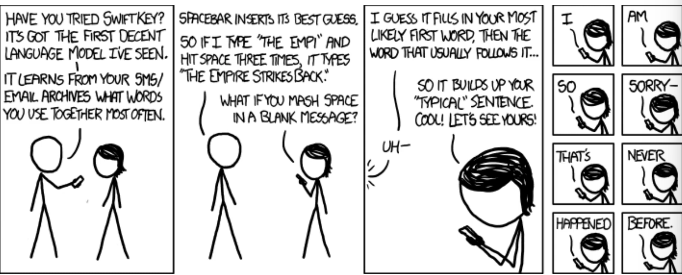 HAVE YOU TRIED SWIFTKEY?
IT'S GOT THE FIRST DECENT
LANGUAGE MODEL I'VE SEEN.
IT LEARNS FROM YOUR SMS/
EMAIL ARCHIVES WHAT WORDS
YOU USE TOGETHER MOST OFTEN.
SPACEBAR INSERTS ITS BEST GUESS.
SO IF I TYPE "THE EMPI" AND
HIT SPACE THREE TIMES, IT TYPES
"THE EMPIRE STRIKES BACK."
WHAT IF YOU MASH SPACE
IN A BLANK MESSAGE?
I GUESS IT FILLS IN YOUR MOST
LIKELY FIRST WORD, THEN THE
WORD THAT USUALLY FOLLOWS IT...
SO IT BUILDS UP YOUR
"TYPICAL" SENTENCE.
COOL! LET'S SEE YOURS!
UH—
I
AM
SO
SORRY—
THAT'S
NEVER
HAPPENED
BEFORE.